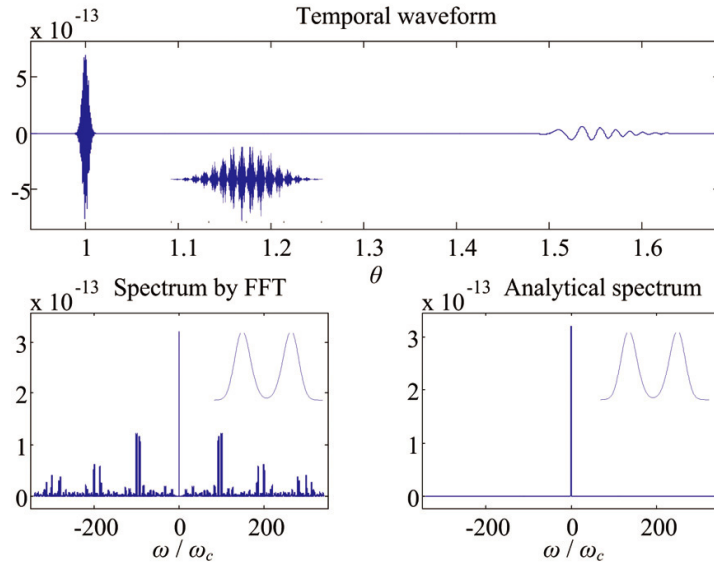 x 10⁻¹³ Temporal waveform
5
0
-5
1 1.1 1.2 1.3 1.4 1.5 1.6
θ
x 10⁻¹³ Spectrum by FFT
3
2
1
0
-200 0 200
ω / ω_c
x 10⁻¹³ Analytical spectrum
3
2
1
0
-200 0 200
ω / ω_c